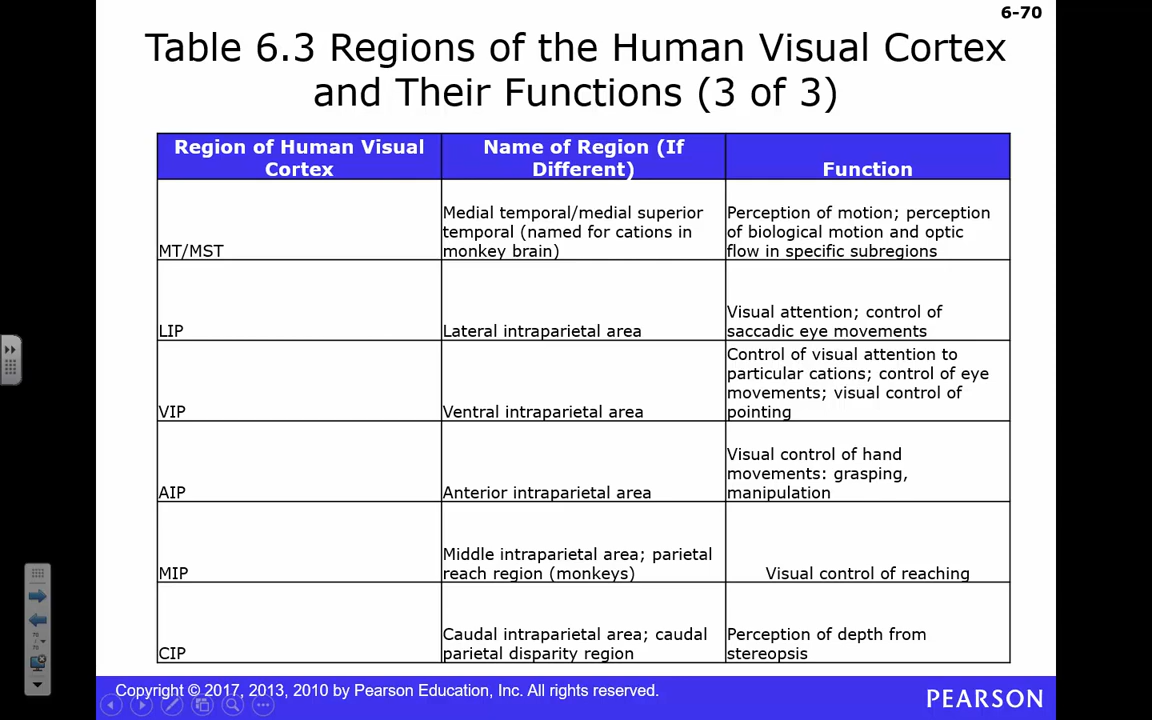 6-70
Table 6.3 Regions of the Human Visual Cortex
and Their Functions (3 of 3)
Region of Human Visual
Cortex
Name of Region (If
Different)
Function
MT/MST
Medial temporal/medial superior
temporal (named for cations in
monkey brain)
Perception of motion; perception
of biological motion and optic
flow in specific subregions
LIP
Lateral intraparietal area
Visual attention; control of
saccadic eye movements
VIP
Ventral intraparietal area
Control of visual attention to
particular cations; control of eye
movements; visual control of
pointing
AIP
Anterior intraparietal area
Visual control of hand
movements: grasping,
manipulation
MIP
Middle intraparietal area; parietal
reach region (monkeys)
Visual control of reaching
CIP
Caudal intraparietal area; caudal
parietal disparity region
Perception of depth from
stereopsis
Copyright © 2017, 2013, 2010 by Pearson Education, Inc. All rights reserved.
PEARSON